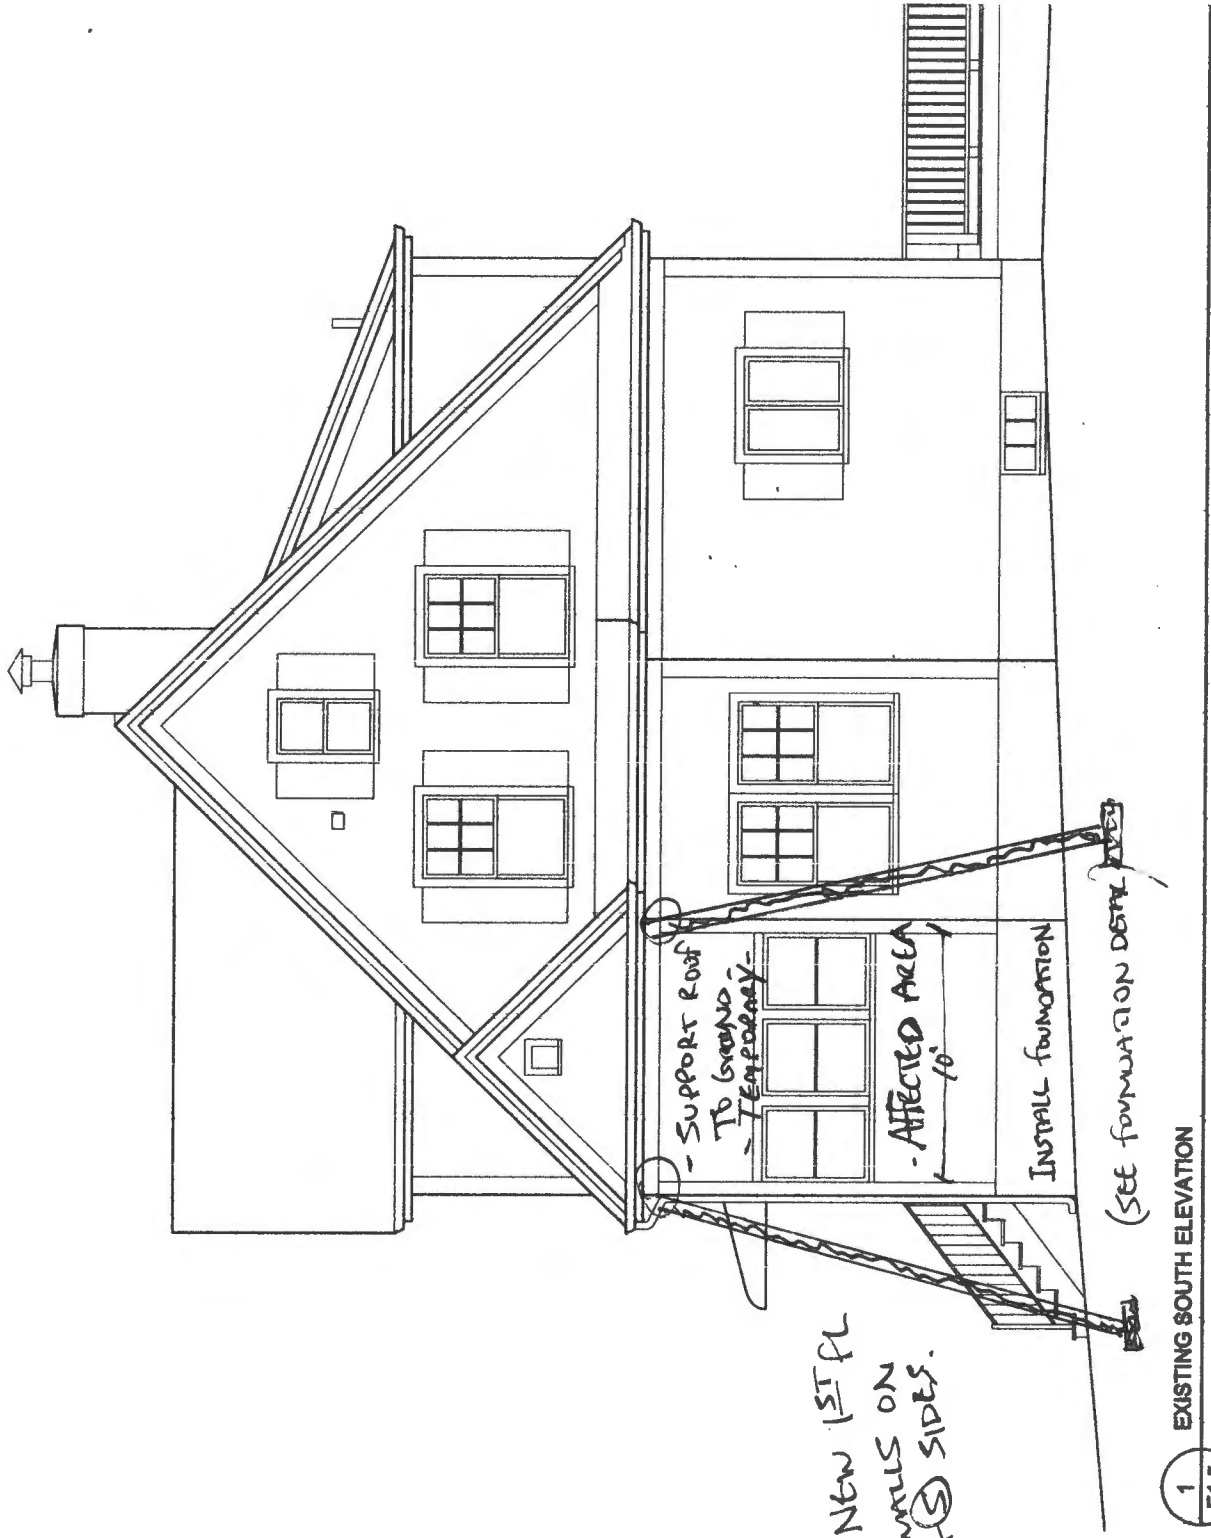 - SUPPORT ROOF
TO GROUND -
- TEMPORARY -
- AFFECTED AREA
10'
INSTALL FOUNDATION
(SEE FOUNDATION DETAIL)
NEW 1ST FL
WALLS ON
(S) SIDES.
1
EXISTING SOUTH ELEVATION